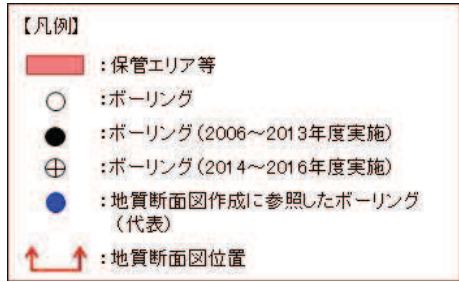 【凡例】
：保管エリア等
：ボーリング
：ボーリング（2006～2013年度実施）
：ボーリング（2014～2016年度実施）
：地質断面図作成に参照したボーリング
（代表）
：地質断面図位置